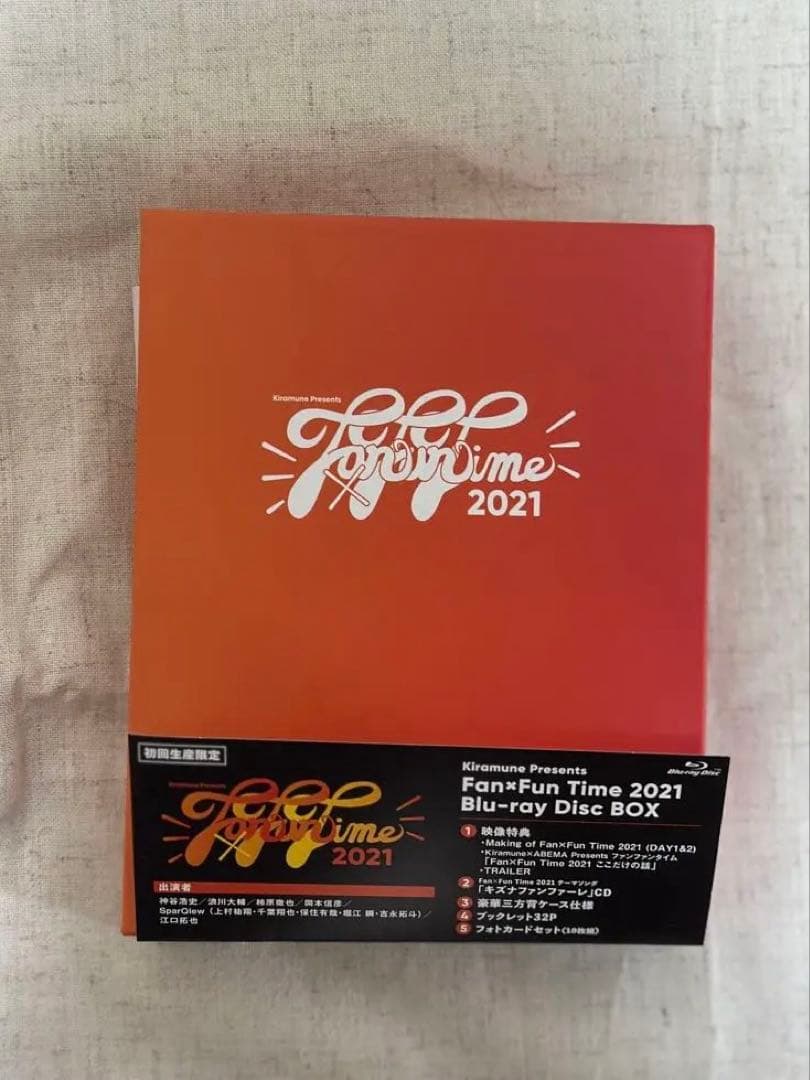 Kiramune Presents
Fan×Fun Time
2021
初回生産限定
Kiramune Presents
Fan×Fun Time
2021
出演者
神谷浩史／浪川大輔／柿原徹也／岡本信彦／
SparQlew（上村祐翔・千葉翔也・保住有哉・堀江 瞬・吉永拓斗）／
江口拓也
Kiramune Presents
Blu-ray Disc
Fan×Fun Time 2021
Blu-ray Disc BOX
1 映像特典
・Making of Fan×Fun Time 2021 (DAY1&2)
・Kiramune×ABEMA Presents ファンファンタイム
「Fan×Fun Time 2021 ここだけの話」
・TRAILER
2 Fan×Fun Time 2021 テーマソング
「キズナファンファーレ」CD
3 豪華三方背ケース仕様
4 ブックレット32P
5 フォトカードセット（10枚組）